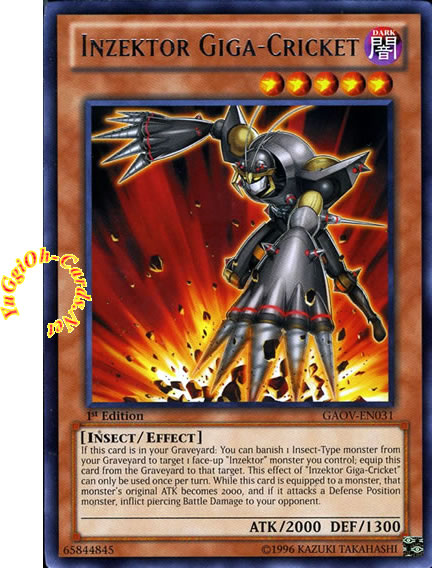 INZEKTOR GIGA-CRICKET
DARK
闇
YuGgiOh-Cards.Net
1st Edition
GAOV-EN031
[INSECT/EFFECT]
If this card is in your Graveyard: You can banish 1 Insect-Type monster from
your Graveyard to target 1 face-up "Inzektor" monster you control; equip this
card from the Graveyard to that target. This effect of "Inzektor Giga-Cricket"
can only be used once per turn. While this card is equipped to a monster, that
monster's original ATK becomes 2000, and if it attacks a Defense Position
monster, inflict piercing Battle Damage to your opponent.
ATK/2000 DEF/1300
65844845
©1996 KAZUKI TAKAHASHI